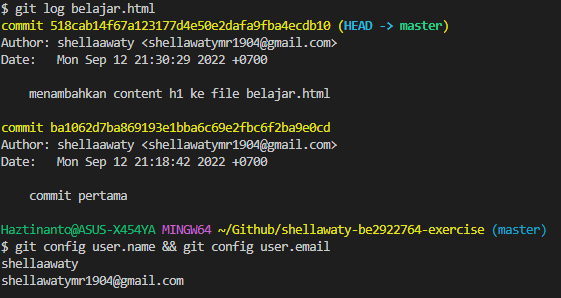 $ git log belajar.html
commit 518cab14f67a123177d4e50e2dafa9fba4ecdb10 (HEAD -> master)
Author: shellaawaty <shellawatymr1904@gmail.com>
Date:   Mon Sep 12 21:30:29 2022 +0700
    menambahkan content h1 ke file belajar.html
commit ba1062d7ba869193e1bba6c69e2fbc6f2ba9e0cd
Author: shellaawaty <shellawatymr1904@gmail.com>
Date:   Mon Sep 12 21:18:42 2022 +0700
    commit pertama
Haztinanto@ASUS-X454YA MINGW64 ~/Github/shellawaty-be2922764-exercise (master)
$ git config user.name && git config user.email
shellaawaty
shellawatymr1904@gmail.com